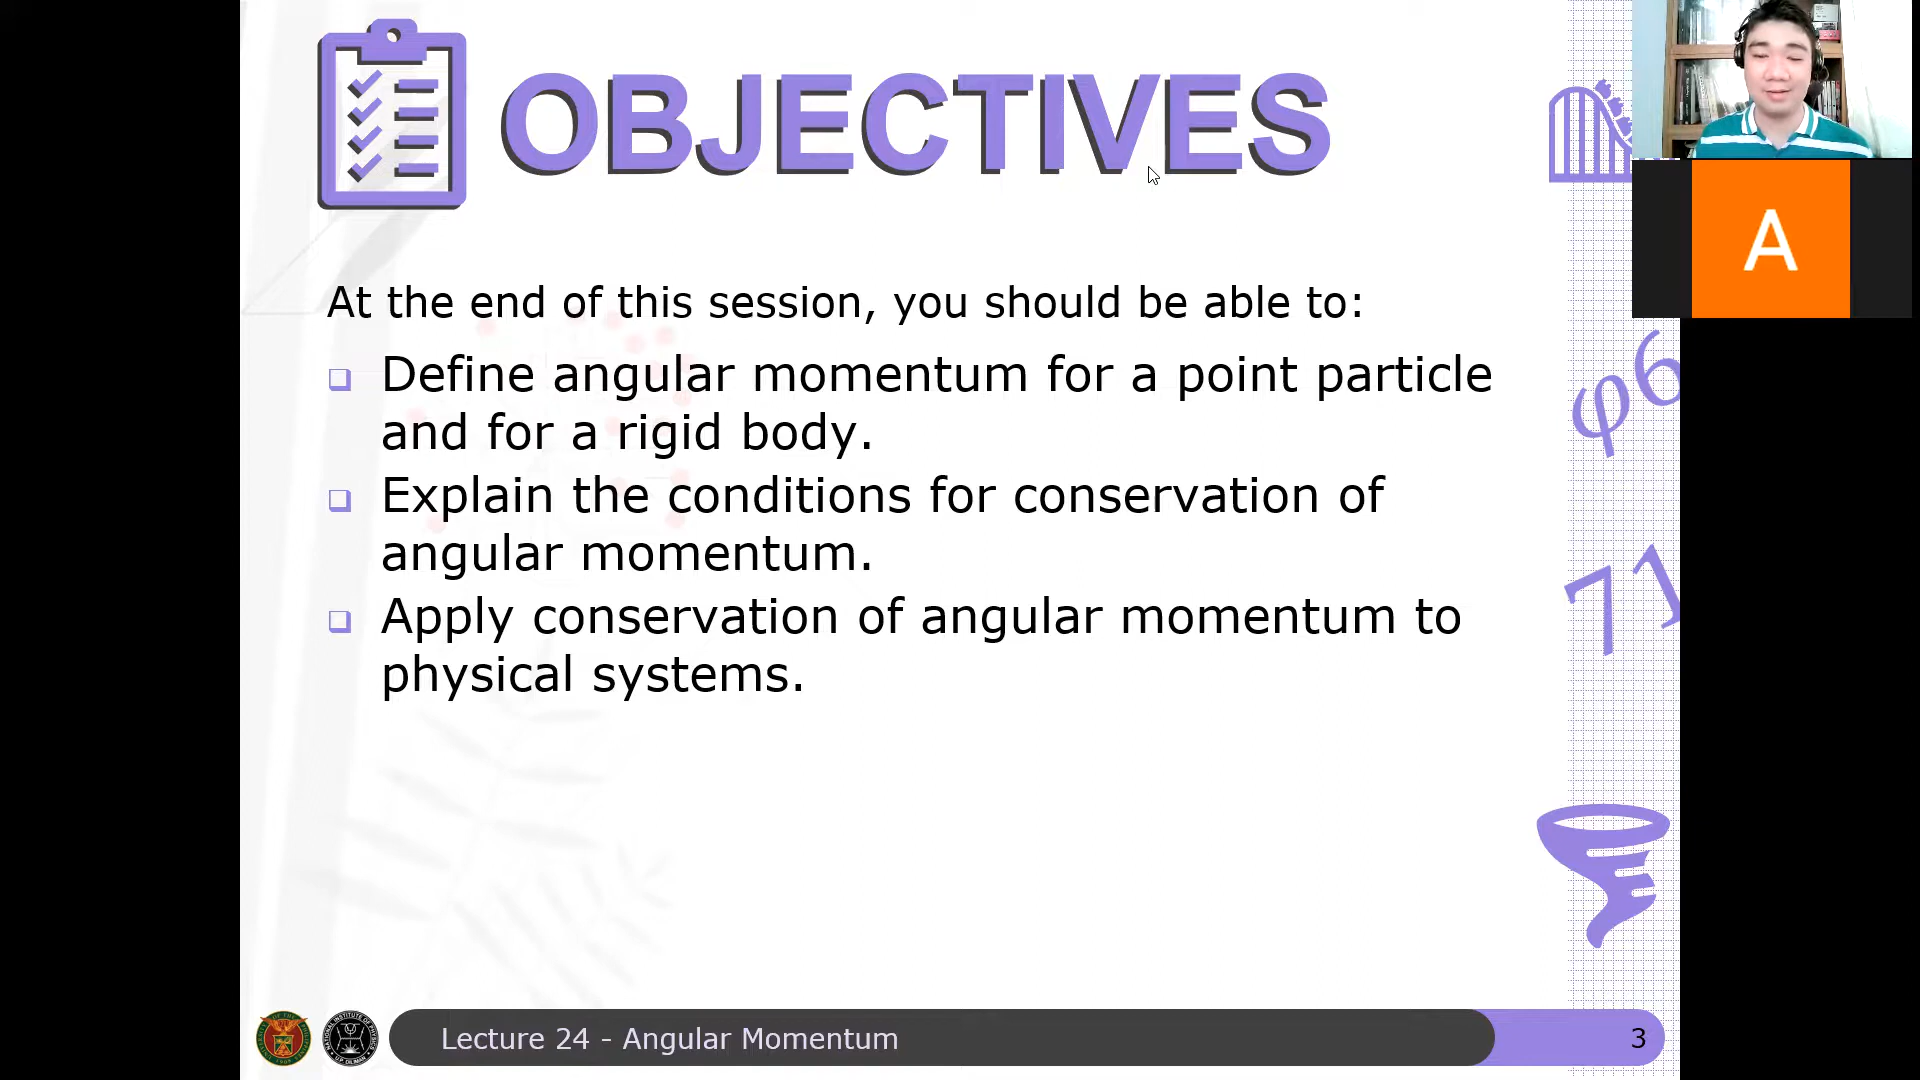 OBJECTIVES
A
At the end of this session, you should be able to:
Define angular momentum for a point particle
and for a rigid body.
Explain the conditions for conservation of
angular momentum.
Apply conservation of angular momentum to
physical systems.
φ6
71
Lecture 24 - Angular Momentum
3